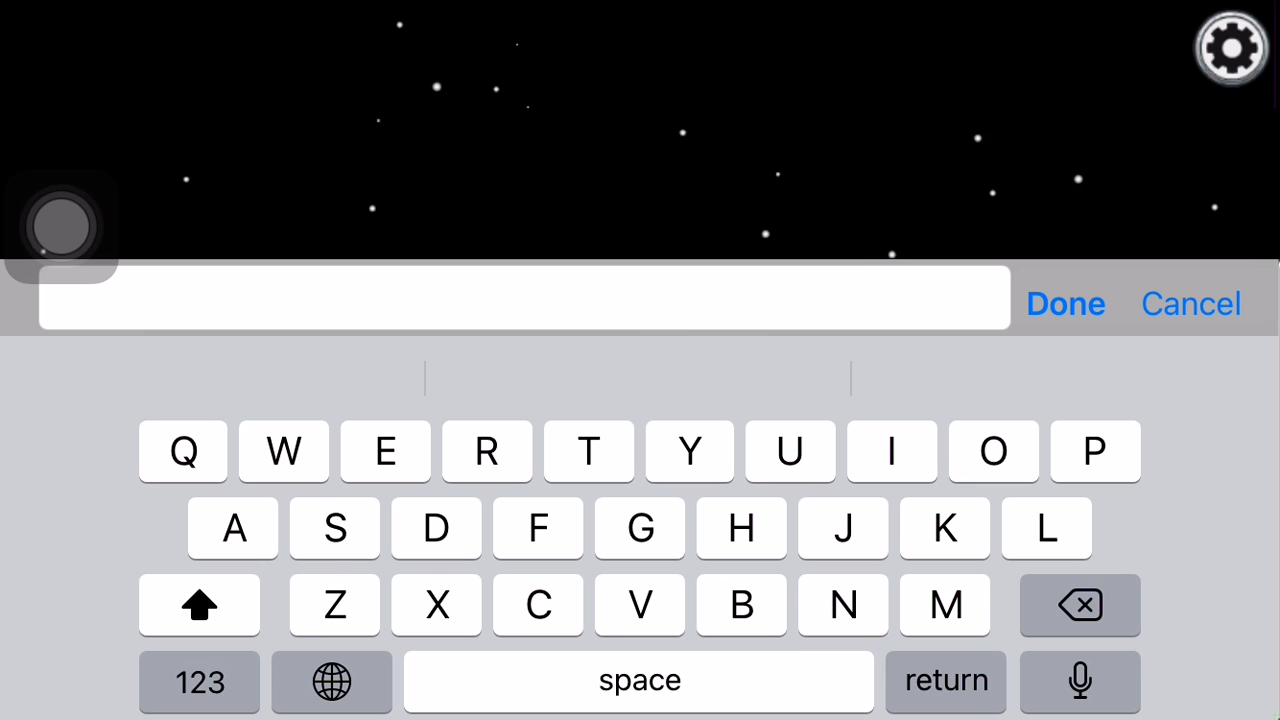 Done Cancel
Q W E R T Y U I O P
A S D F G H J K L
Z X C V B N M
123 space return